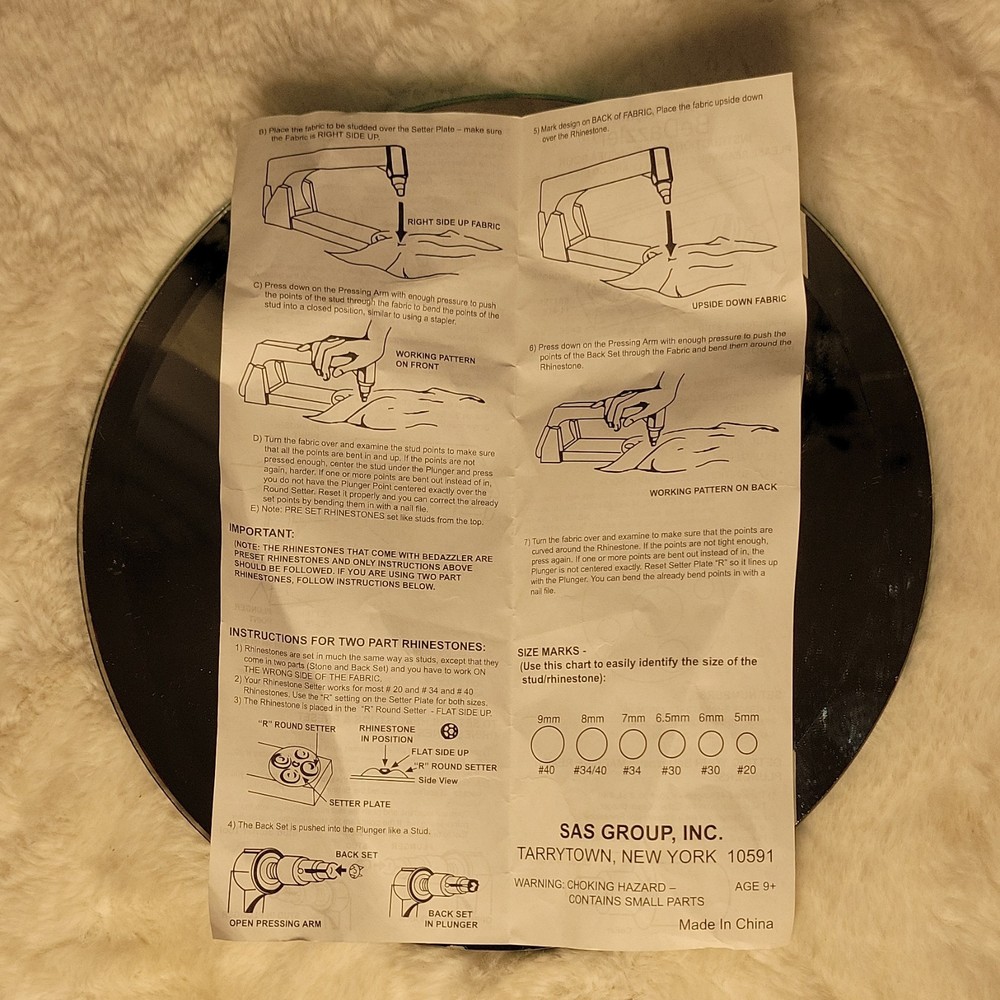 B) Place the fabric to be studded over the Setter Plate – make sure
the Fabric is RIGHT SIDE UP.
RIGHT SIDE UP FABRIC
C) Press down on the Pressing Arm with enough pressure to push
the points of the stud through the fabric to bend the points of the
stud into a closed position, similar to using a stapler.
WORKING PATTERN
ON FRONT
D) Turn the fabric over and examine the stud points to make sure
that all the points are bent in and up. If the points are not
pressed enough, center the stud under the Plunger and press
again, harder. If one or more points are bent out instead of in,
you do not have the Plunger Point centered exactly over the
Round Setter. Reset it properly and you can correct the already
set points by bending them in with a nail file.
E) Note: PRE SET RHINESTONES set like studs from the top.
IMPORTANT:
(NOTE: THE RHINESTONES THAT COME WITH BEDAZZLER ARE
PRESET RHINESTONES AND ONLY INSTRUCTIONS ABOVE
SHOULD BE FOLLOWED. IF YOU ARE USING TWO PART
RHINESTONES, FOLLOW INSTRUCTIONS BELOW.
INSTRUCTIONS FOR TWO PART RHINESTONES:
1) Rhinestones are set in much the same way as studs, except that they
come in two parts (Stone and Back Set) and you have to work ON
THE WRONG SIDE OF THE FABRIC.
2) Your Rhinestone Setter works for most # 20 and # 34 and # 40
Rhinestones. Use the "R" setting on the Setter Plate for both sizes.
3) The Rhinestone is placed in the "R" Round Setter - FLAT SIDE UP.
"R" ROUND SETTER
RHINESTONE
IN POSITION
FLAT SIDE UP
"R" ROUND SETTER
Side View
SETTER PLATE
4) The Back Set is pushed into the Plunger like a Stud.
BACK SET
OPEN PRESSING ARM
BACK SET
IN PLUNGER
5) Mark design on BACK of FABRIC, Place the fabric upside down
over the Rhinestone.
UPSIDE DOWN FABRIC
6) Press down on the Pressing Arm with enough pressure to push the
points of the Back Set through the Fabric and bend them around the
Rhinestone.
WORKING PATTERN ON BACK
7) Turn the fabric over and examine to make sure that the points are
curved around the Rhinestone. If the points are not tight enough,
press again. If one or more points are bent out instead of in, the
Plunger is not centered exactly. Reset Setter Plate "R" so it lines up
with the Plunger. You can bend the already bend points in with a
nail file.
SIZE MARKS -
(Use this chart to easily identify the size of the
stud/rhinestone):
9mm 8mm 7mm 6.5mm 6mm 5mm
#40 #34/40 #34 #30 #30 #20
SAS GROUP, INC.
TARRYTOWN, NEW YORK 10591
WARNING: CHOKING HAZARD – AGE 9+
CONTAINS SMALL PARTS
Made In China